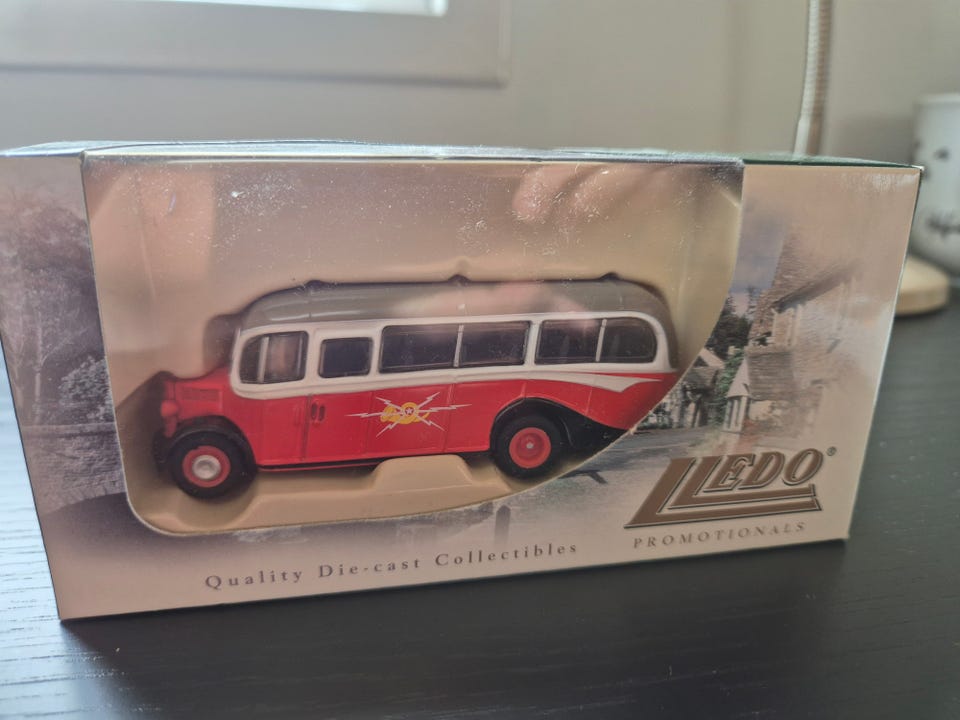 LLEDO®
PROMOTIONALS
Quality Die-cast Collectibles